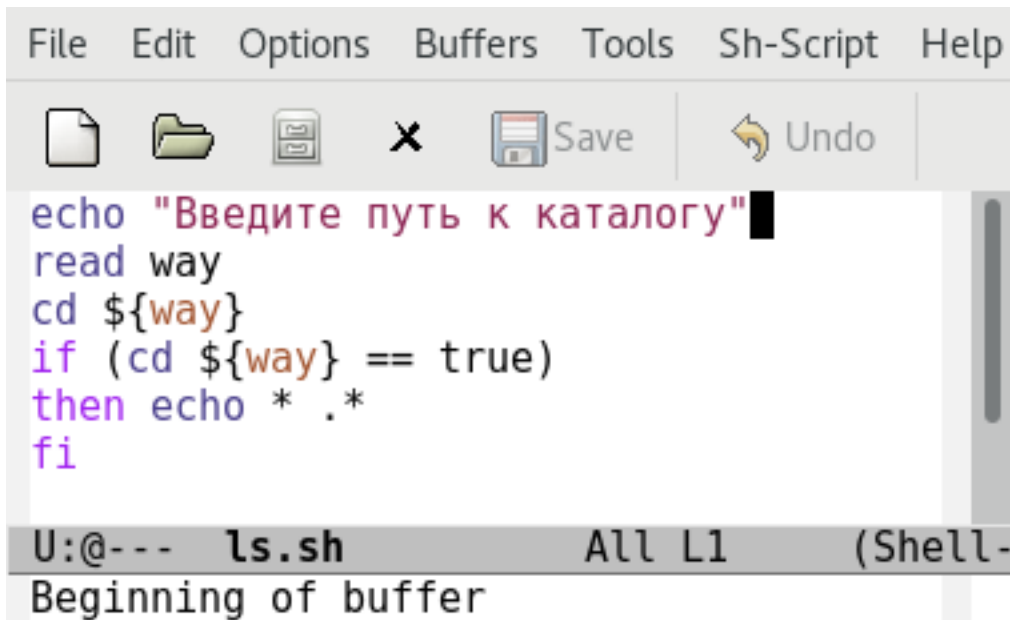 File Edit Options Buffers Tools Sh-Script Help
Save Undo
echo "Введите путь к каталогу"
read way
cd ${way}
if (cd ${way} == true)
then echo * .*
fi
U:@--- ls.sh All L1 (Shell-
Beginning of buffer